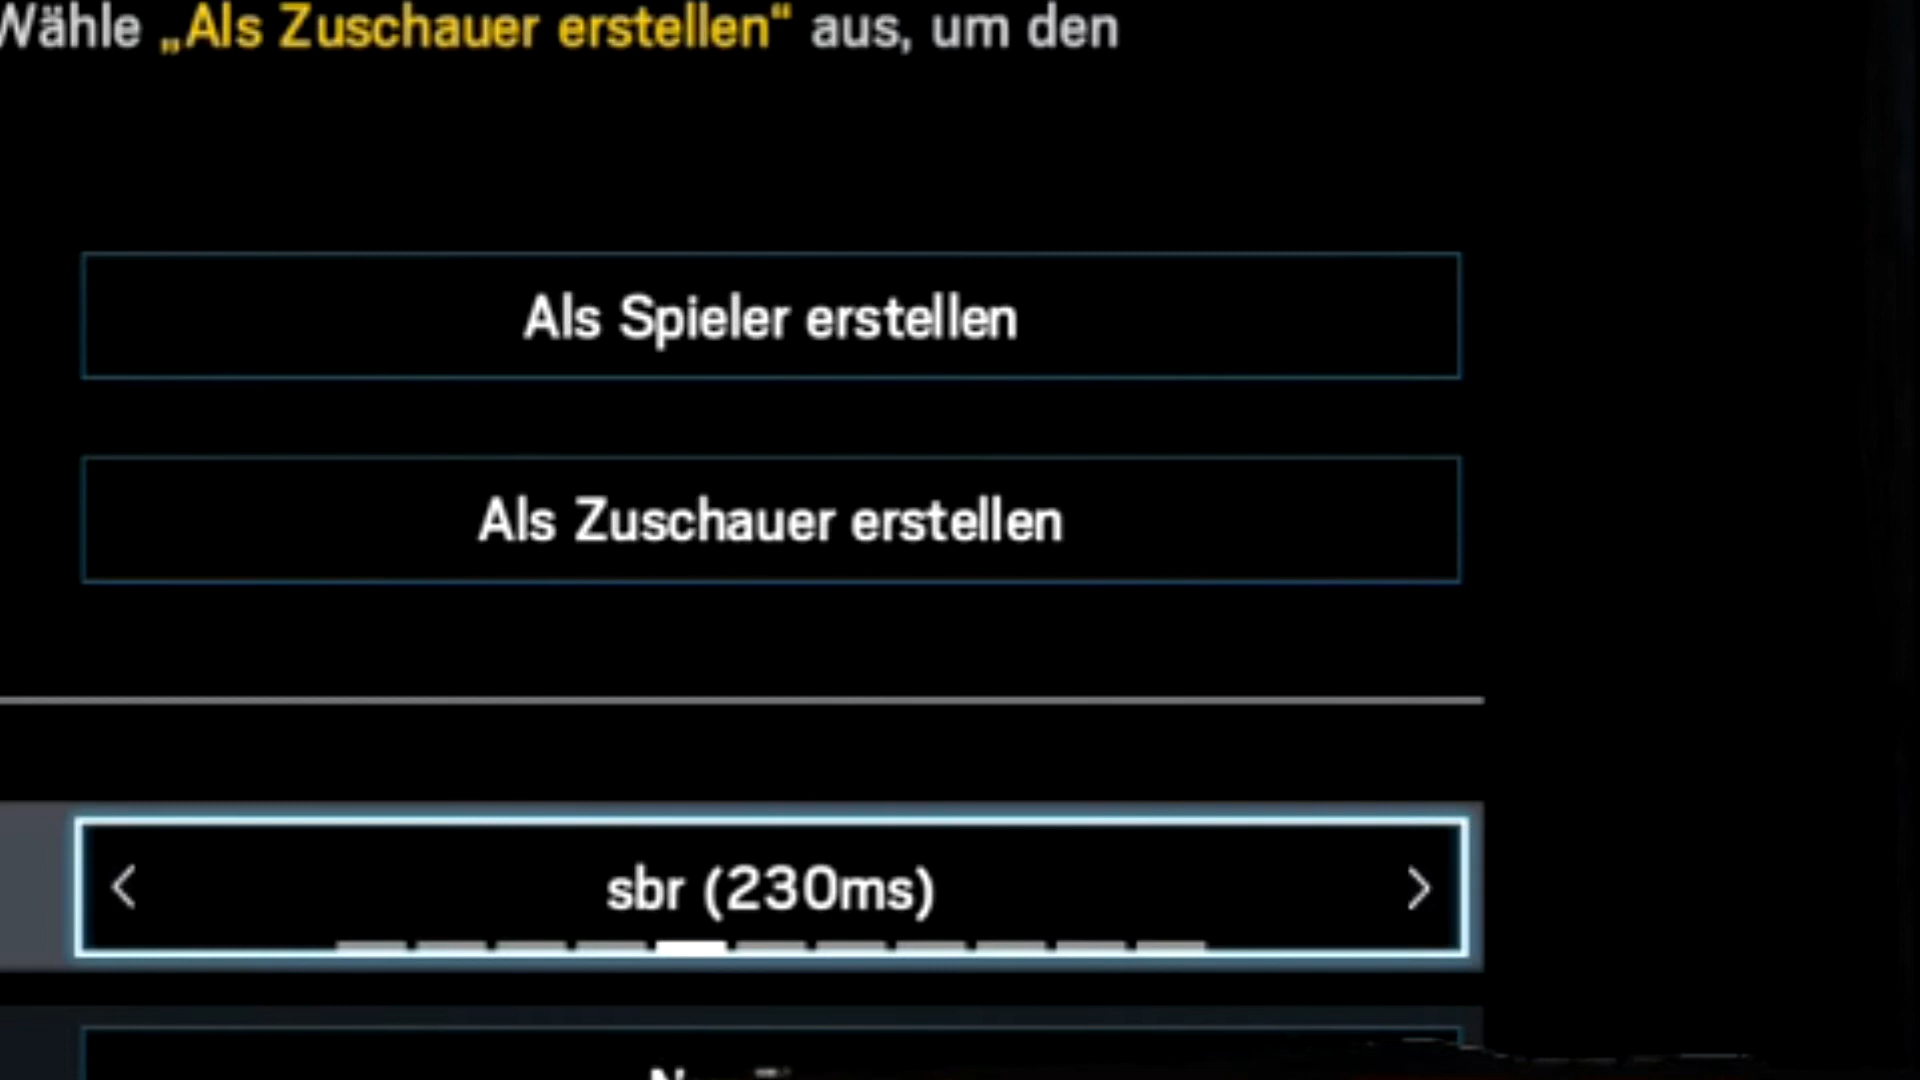 Wähle „Als Zuschauer erstellen“ aus, um den
Als Spieler erstellen
Als Zuschauer erstellen
sbr (230ms)